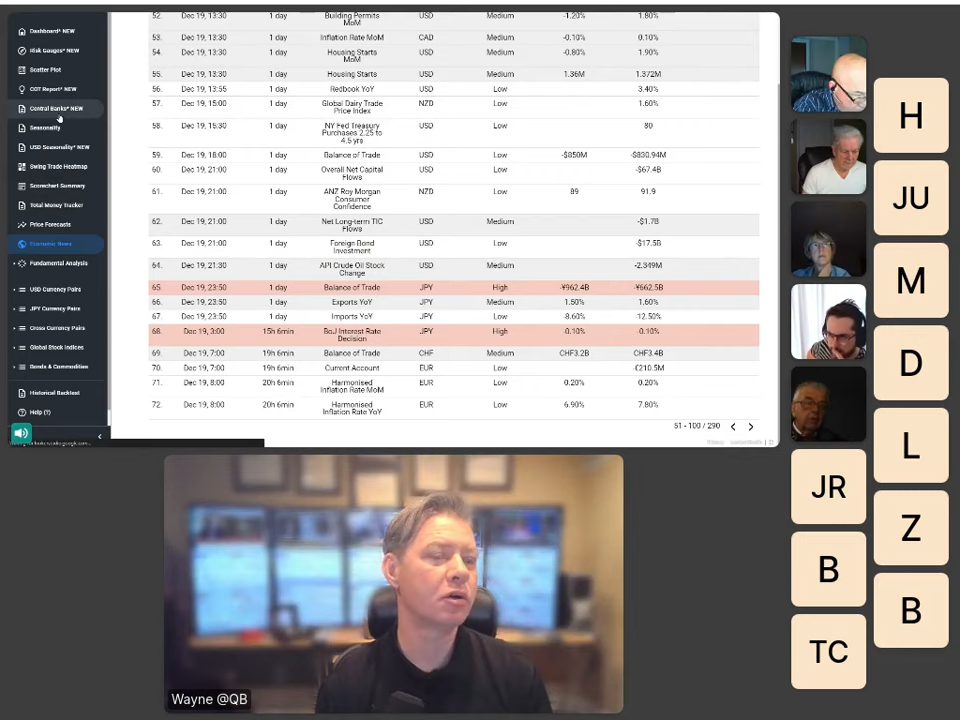 Dashboard* NEW
Risk Gauges* NEW
Scatter Plot
COT Report* NEW
Central Banks* NEW
Seasonality
USD Seasonality* NEW
Swing Trade Heatmap
Scorechart Summary
Total Money Tracker
Price Forecasts
Economic News
Fundamental Analysis
USD Currency Pairs
JPY Currency Pairs
Cross Currency Pairs
Global Stock Indices
Bonds & Commodities
Historical Backtest
Help (?)
52. Dec 19, 13:30 1 day Building Permits MoM USD Medium -1.20% 1.80%
53. Dec 19, 13:30 1 day Inflation Rate MoM CAD Medium -0.10% 0.10%
54. Dec 19, 13:30 1 day Housing Starts MoM USD Medium -0.80% 1.90%
55. Dec 19, 13:30 1 day Housing Starts USD Medium 1.36M 1.372M
56. Dec 19, 13:55 1 day Redbook YoY USD Low 3.40%
57. Dec 19, 15:00 1 day Global Dairy Trade Price Index NZD Low 1.60%
58. Dec 19, 15:30 1 day NY Fed Treasury Purchases 2.25 to 4.5 yrs USD Low 80
59. Dec 19, 18:00 1 day Balance of Trade USD Low -$850M -$830.94M
60. Dec 19, 21:00 1 day Overall Net Capital Flows USD Low -$67.4B
61. Dec 19, 21:00 1 day ANZ Roy Morgan Consumer Confidence NZD Low 89 91.9
62. Dec 19, 21:00 1 day Net Long-term TIC Flows USD Medium -$1.7B
63. Dec 19, 21:00 1 day Foreign Bond Investment USD Low -$17.5B
64. Dec 19, 21:30 1 day API Crude Oil Stock Change USD Medium -2.349M
65. Dec 19, 23:50 1 day Balance of Trade JPY High -¥962.4B -¥662.5B
66. Dec 19, 23:50 1 day Exports YoY JPY Medium 1.50% 1.60%
67. Dec 19, 23:50 1 day Imports YoY JPY Low -8.60% -12.50%
68. Dec 19, 3:00 15h 6min BoJ Interest Rate Decision JPY High -0.10% -0.10%
69. Dec 19, 7:00 19h 6min Balance of Trade CHF Medium CHF3.2B CHF3.4B
70. Dec 19, 7:00 19h 6min Current Account EUR Low -€210.5M
71. Dec 19, 8:00 20h 6min Harmonised Inflation Rate MoM EUR Low 0.20% 0.20%
72. Dec 19, 8:00 20h 6min Harmonised Inflation Rate YoY EUR Low 6.90% 7.80%
51 - 100 / 290
H
JU
M
D
L
Z
B
JR
B
TC
Wayne @QB